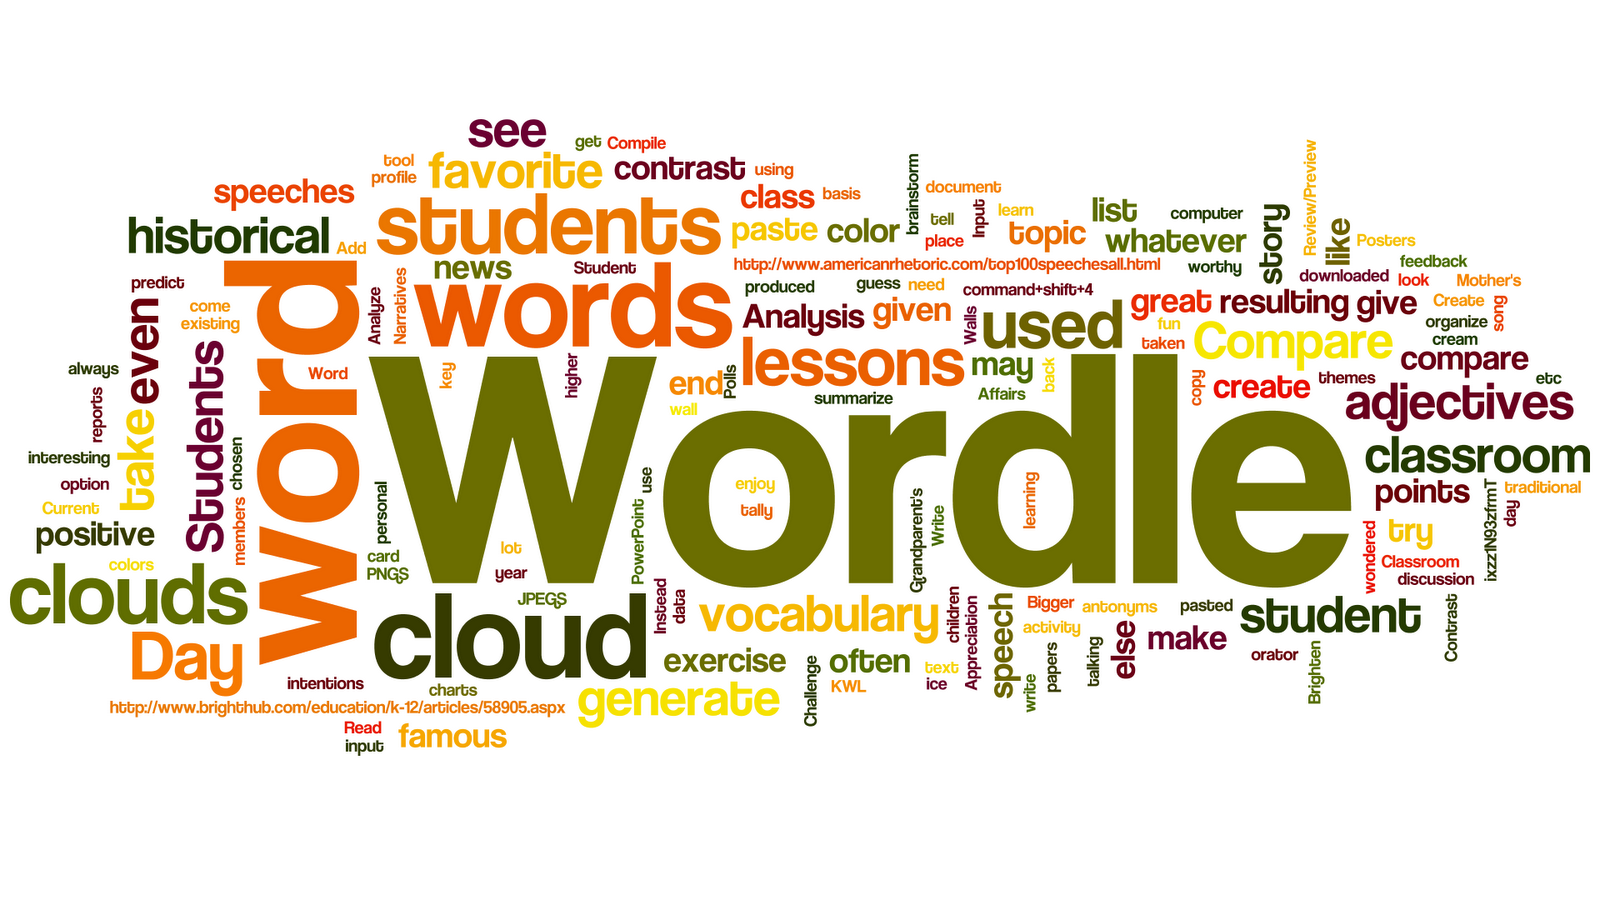 see
get
Compile
tool
profile
favorite
contrast
using
speeches
students
class
basis
brainstorm
document
historical
Add
paste
color
tell
Input
learn
place
topic
list
whatever
computer
worthy
story
Review/Preview
like
Posters
feedback
news
Student
http://www.americanrhetoric.com/top100speechesall.html
downloaded
look
Mother's
predict
word
Analyze
Narratives
words
produced
guess
need
command+shift+4
great
resulting
give
Create
song
come
existing
even
Analysis
given
Walls
used
fun
taken
Compare
organize
cream
always
Students
Word
key
higher
end
Polls
lessons
may
back
Affairs
summarize
wall
copy
create
themes
compare
etc
adjectives
reports
take
chosen
Wordle
interesting
option
Current
positive
members
personal
use
PowerPoint
enjoy
tally
Grandparent's
Write
learning
classroom
points
ixzz1N93zfrmT
traditional
day
try
wondered
Classroom
discussion
colors
clouds
card
PNGS
lot
year
JPEGS
cloud
Instead
data
vocabulary
children
Appreciation
speech
Bigger
antonyms
activity
pasted
student
Contrast
Day
exercise
often
text
ice
write
papers
talking
else
make
orator
Brighten
intentions
charts
generate
Challenge
KWL
http://www.brighthub.com/education/k-12/articles/58905.aspx
Read
input
famous